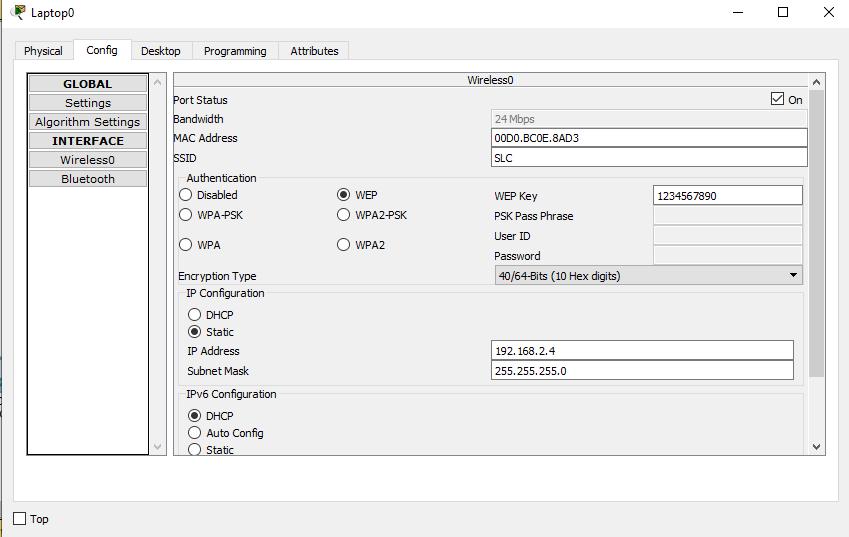 Laptop0
Physical Config Desktop Programming Attributes
GLOBAL
Settings
Algorithm Settings
INTERFACE
Wireless0
Bluetooth
Wireless0
Port Status On
Bandwidth 24 Mbps
MAC Address 00D0.BC0E.8AD3
SSID SLC
Authentication
Disabled WEP WEP Key 1234567890
WPA-PSK WPA2-PSK PSK Pass Phrase
User ID
WPA WPA2
Password
Encryption Type 40/64-Bits (10 Hex digits)
IP Configuration
DHCP
Static
IP Address 192.168.2.4
Subnet Mask 255.255.255.0
IPv6 Configuration
DHCP
Auto Config
Static
Top